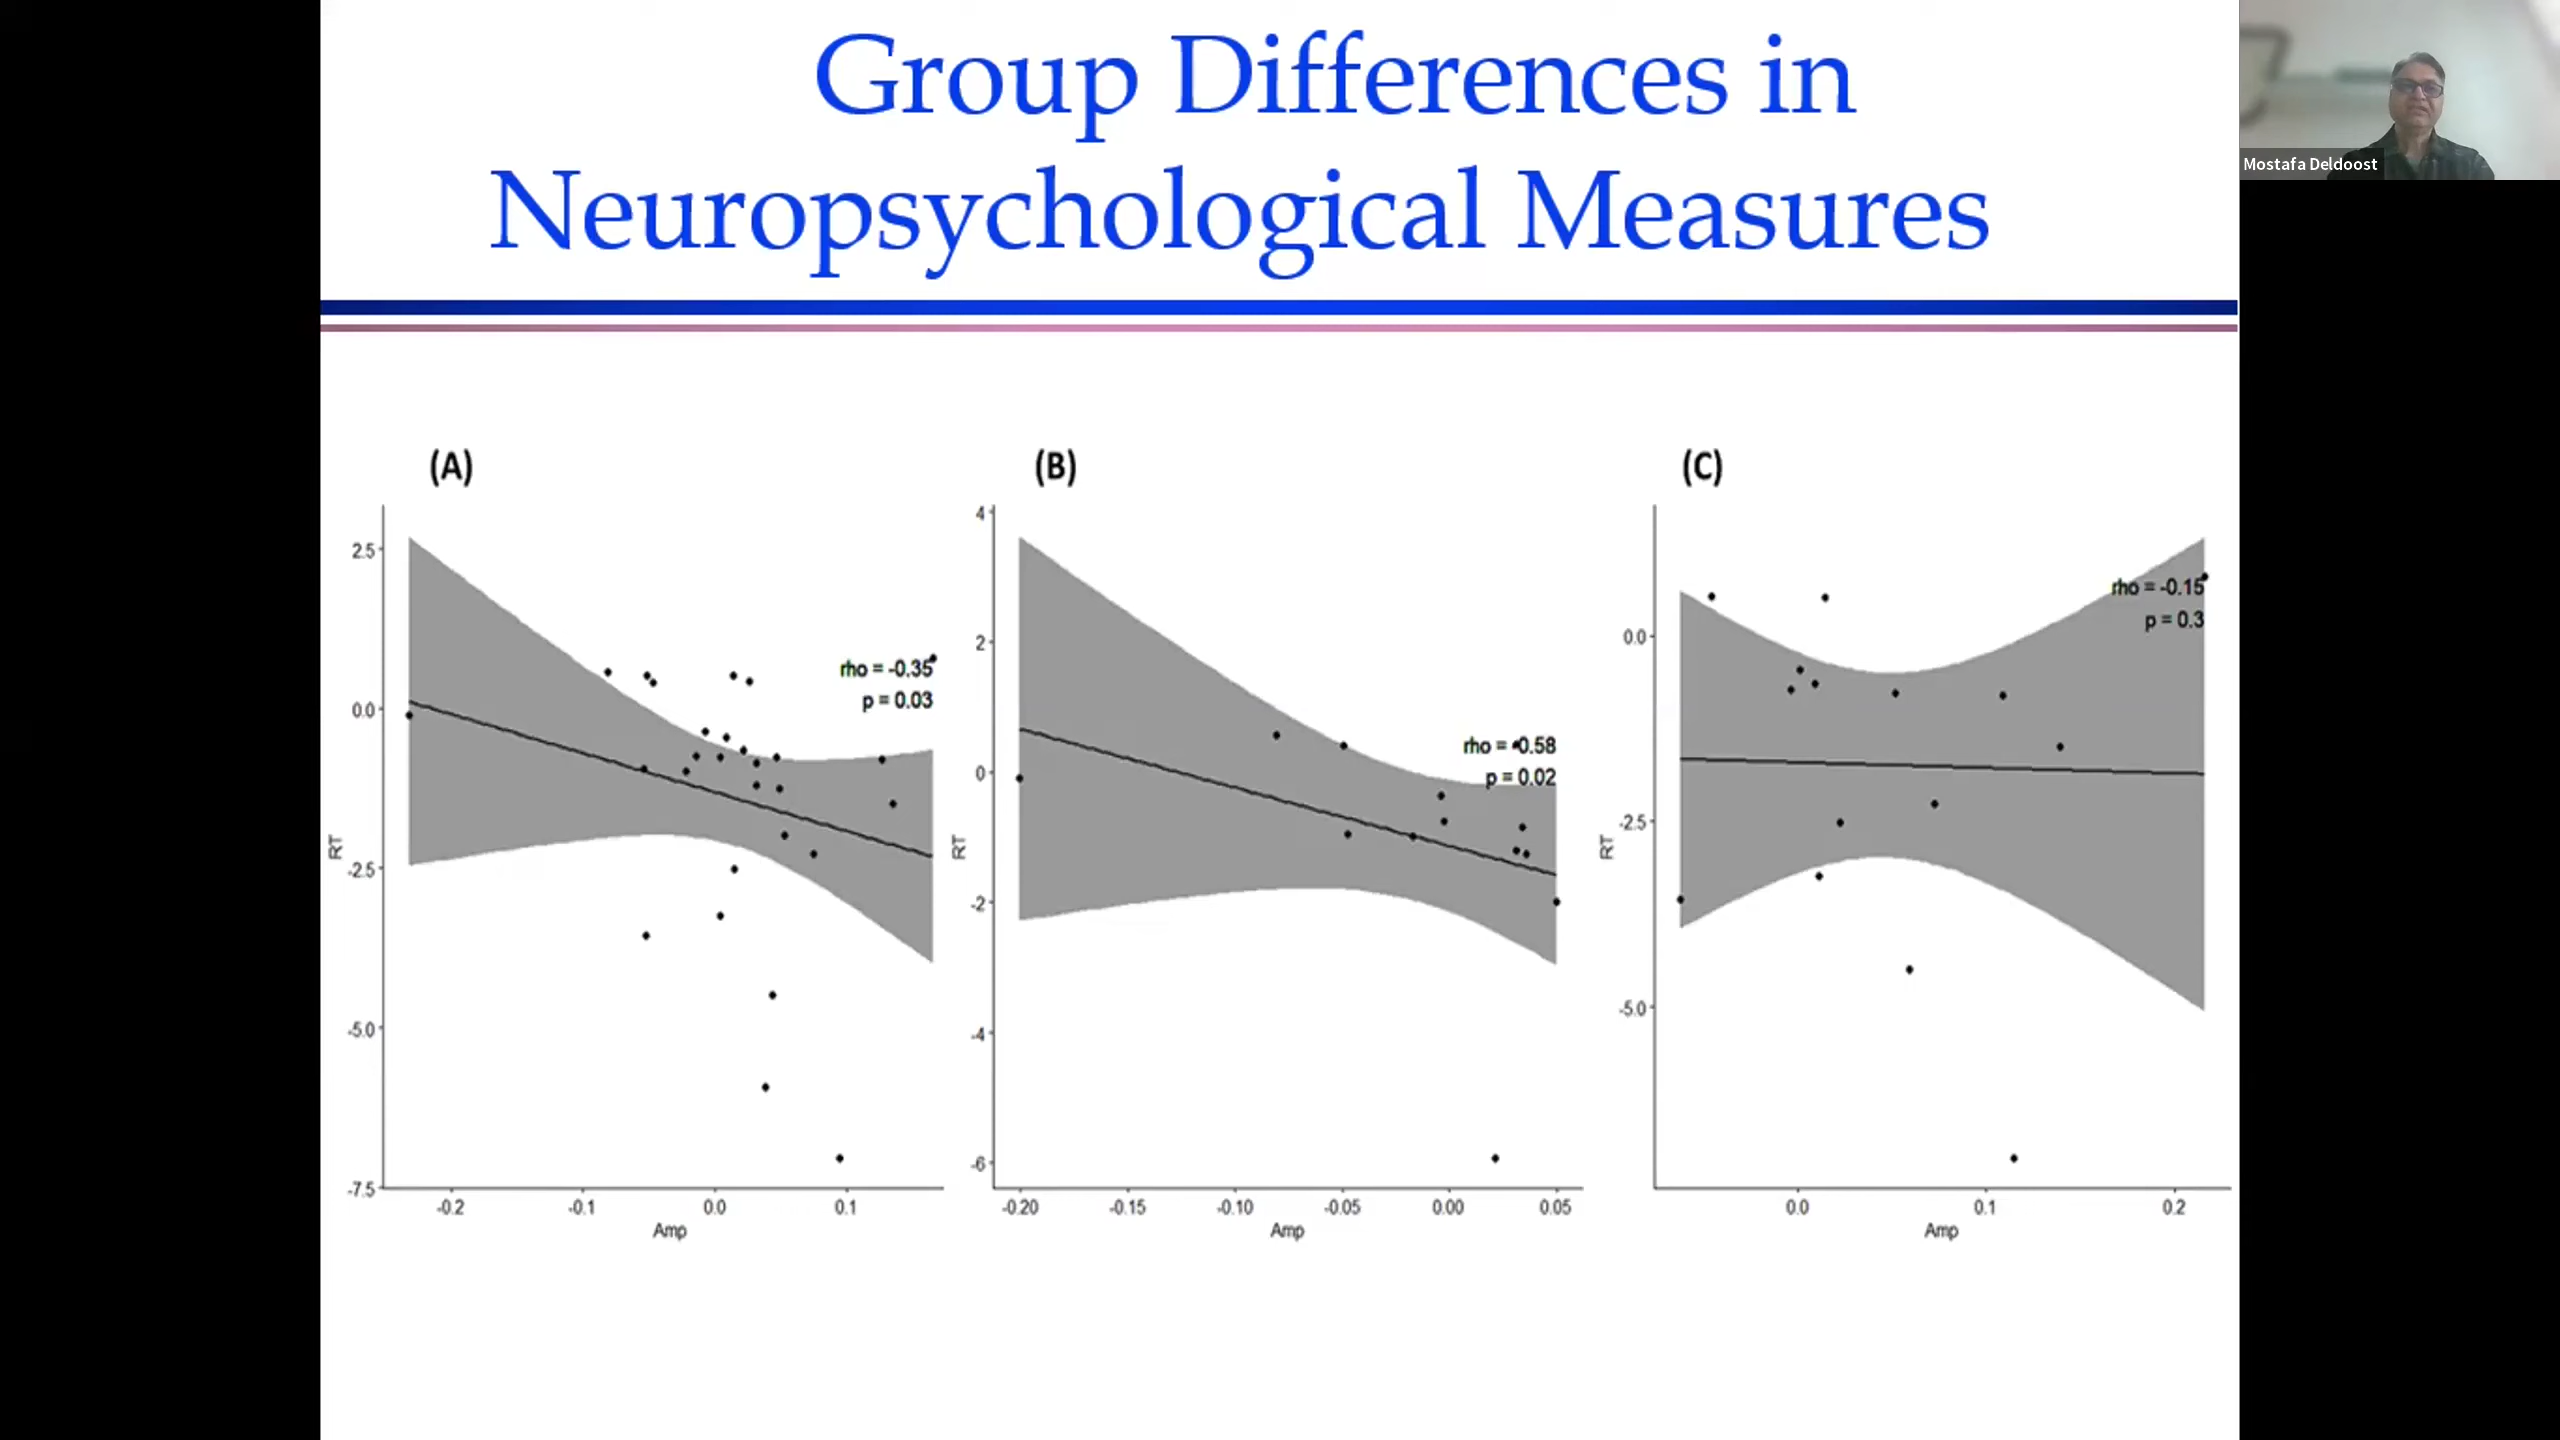 Group Differences in
Neuropsychological Measures
Mostafa Deldoost
(A)
2.5
0.0
-2.5
-5.0
-7.5
RT
rho = -0.35
p = 0.03
-0.2 -0.1 0.0 0.1
Amp
(B)
4
2
0
-2
-4
-6
RT
rho = -0.58
p = 0.02
-0.20 -0.15 -0.10 -0.05 0.00 0.05
Amp
(C)
0.0
-2.5
-5.0
RT
rho = -0.15
p = 0.3
0.0 0.1 0.2
Amp